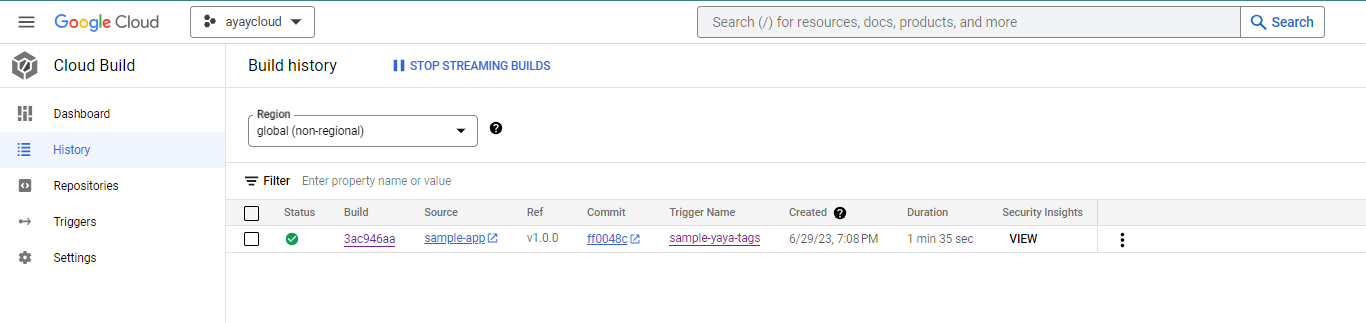 Google Cloud
ayaycloud
Search (/) for resources, docs, products, and more
Search
Cloud Build
Build history
STOP STREAMING BUILDS
Dashboard
History
Repositories
Triggers
Settings
Region
global (non-regional)
Filter Enter property name or value
Status Build Source Ref Commit Trigger Name Created Duration Security Insights
3ac946aa sample-app v1.0.0 ff0048c sample-yaya-tags 6/29/23, 7:08 PM 1 min 35 sec VIEW